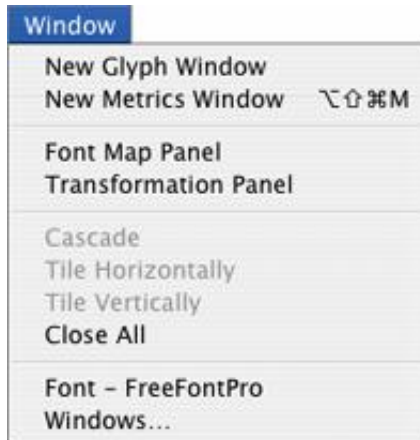 Window
New Glyph Window
New Metrics Window ⌥⇧⌘M
Font Map Panel
Transformation Panel
Cascade
Tile Horizontally
Tile Vertically
Close All
Font – FreeFontPro
Windows...